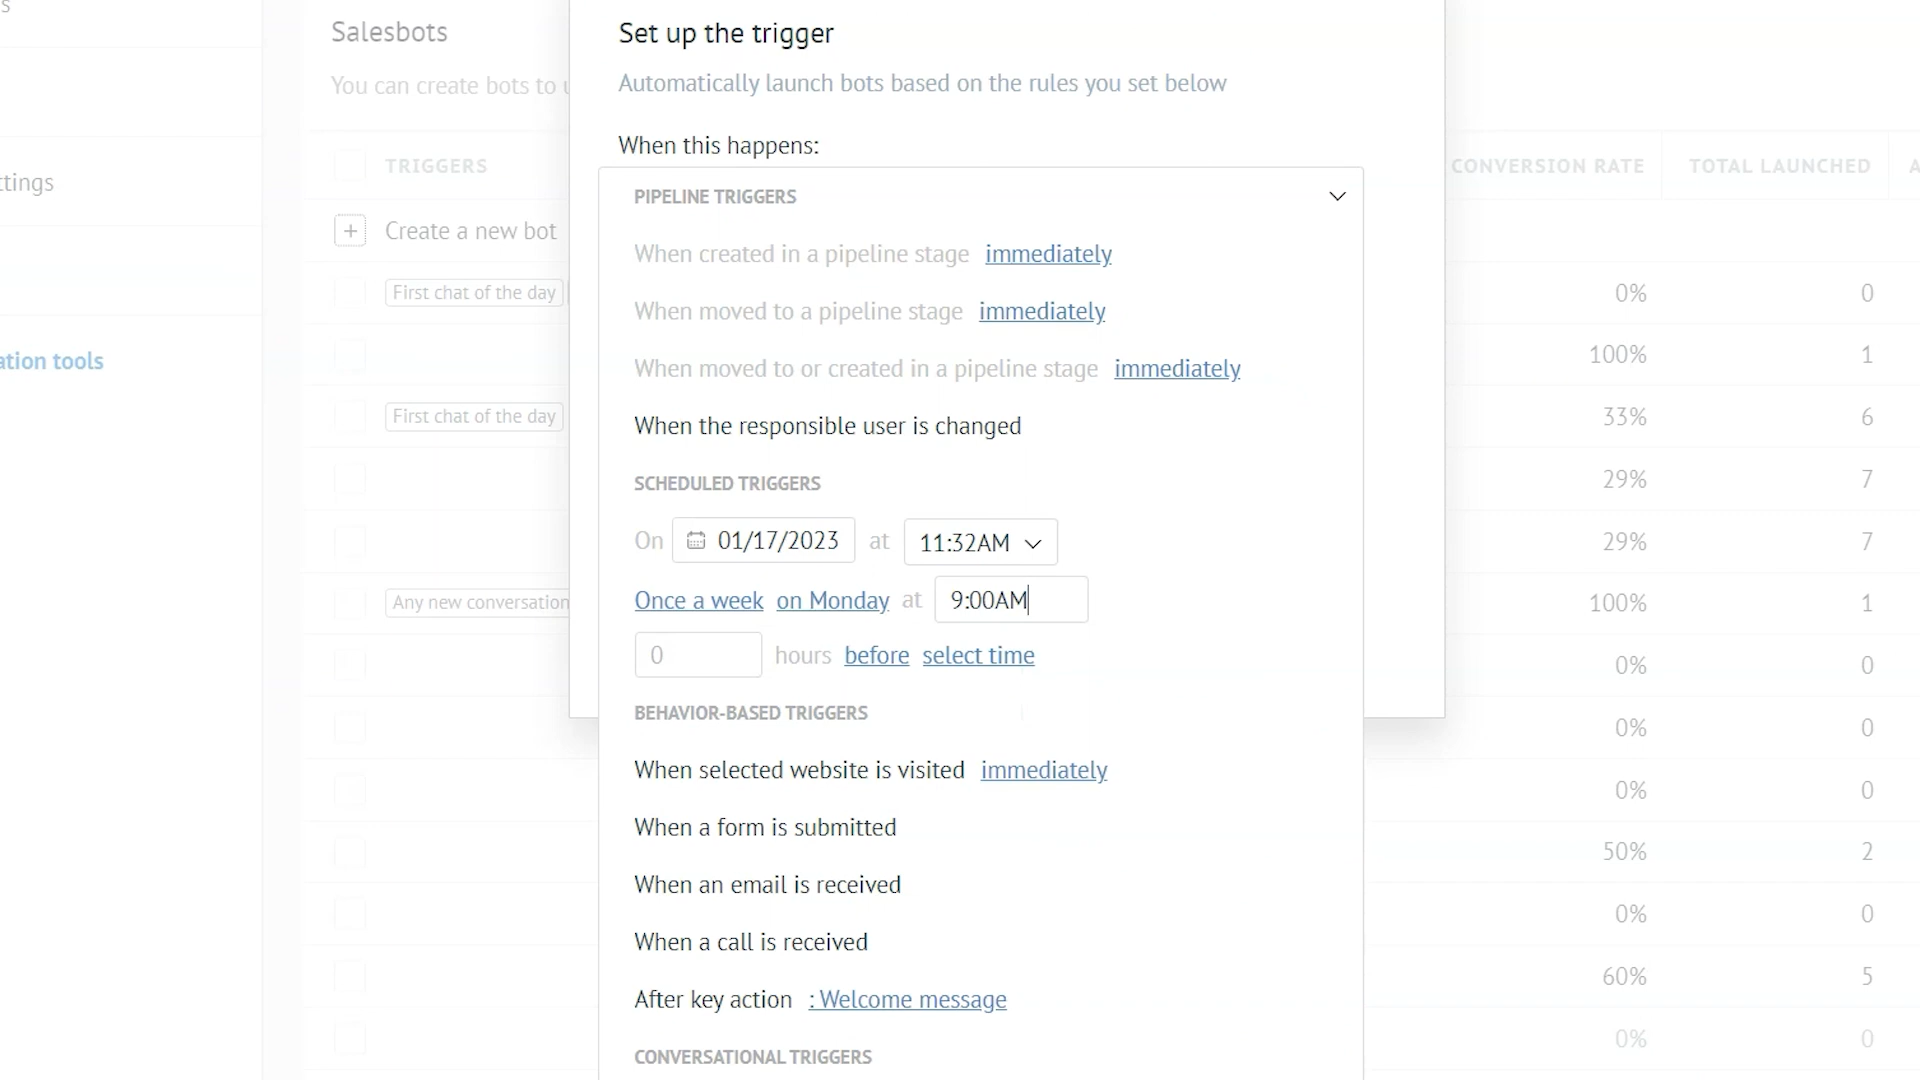 s
ttings
ation tools
Salesbots
You can create bots to u
TRIGGERS
CONVERSION RATE
TOTAL LAUNCHED
A
+ Create a new bot
First chat of the day
0% 0
100% 1
First chat of the day
33% 6
29% 7
29% 7
Any new conversation
100% 1
0% 0
0% 0
0% 0
50% 2
0% 0
60% 5
0% 0
Set up the trigger
Automatically launch bots based on the rules you set below
When this happens:
PIPELINE TRIGGERS
When created in a pipeline stage immediately
When moved to a pipeline stage immediately
When moved to or created in a pipeline stage immediately
When the responsible user is changed
SCHEDULED TRIGGERS
On 01/17/2023 at 11:32AM
Once a week on Monday at 9:00AM
0 hours before select time
BEHAVIOR-BASED TRIGGERS
When selected website is visited immediately
When a form is submitted
When an email is received
When a call is received
After key action : Welcome message
CONVERSATIONAL TRIGGERS